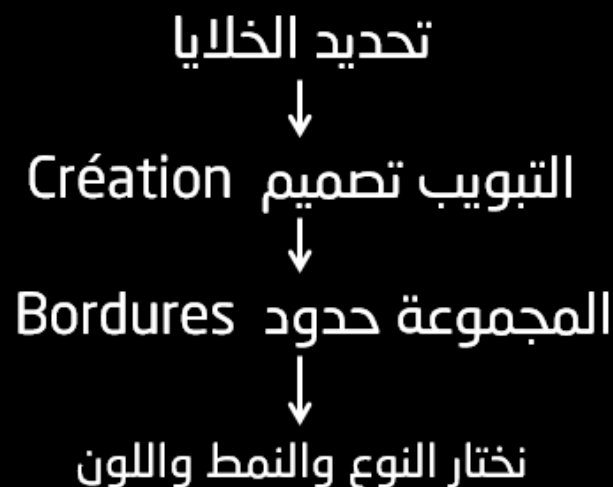 تحديد الخلايا
التبويب تصميم Création
المجموعة حدود Bordures
نختار النوع والنمط واللون